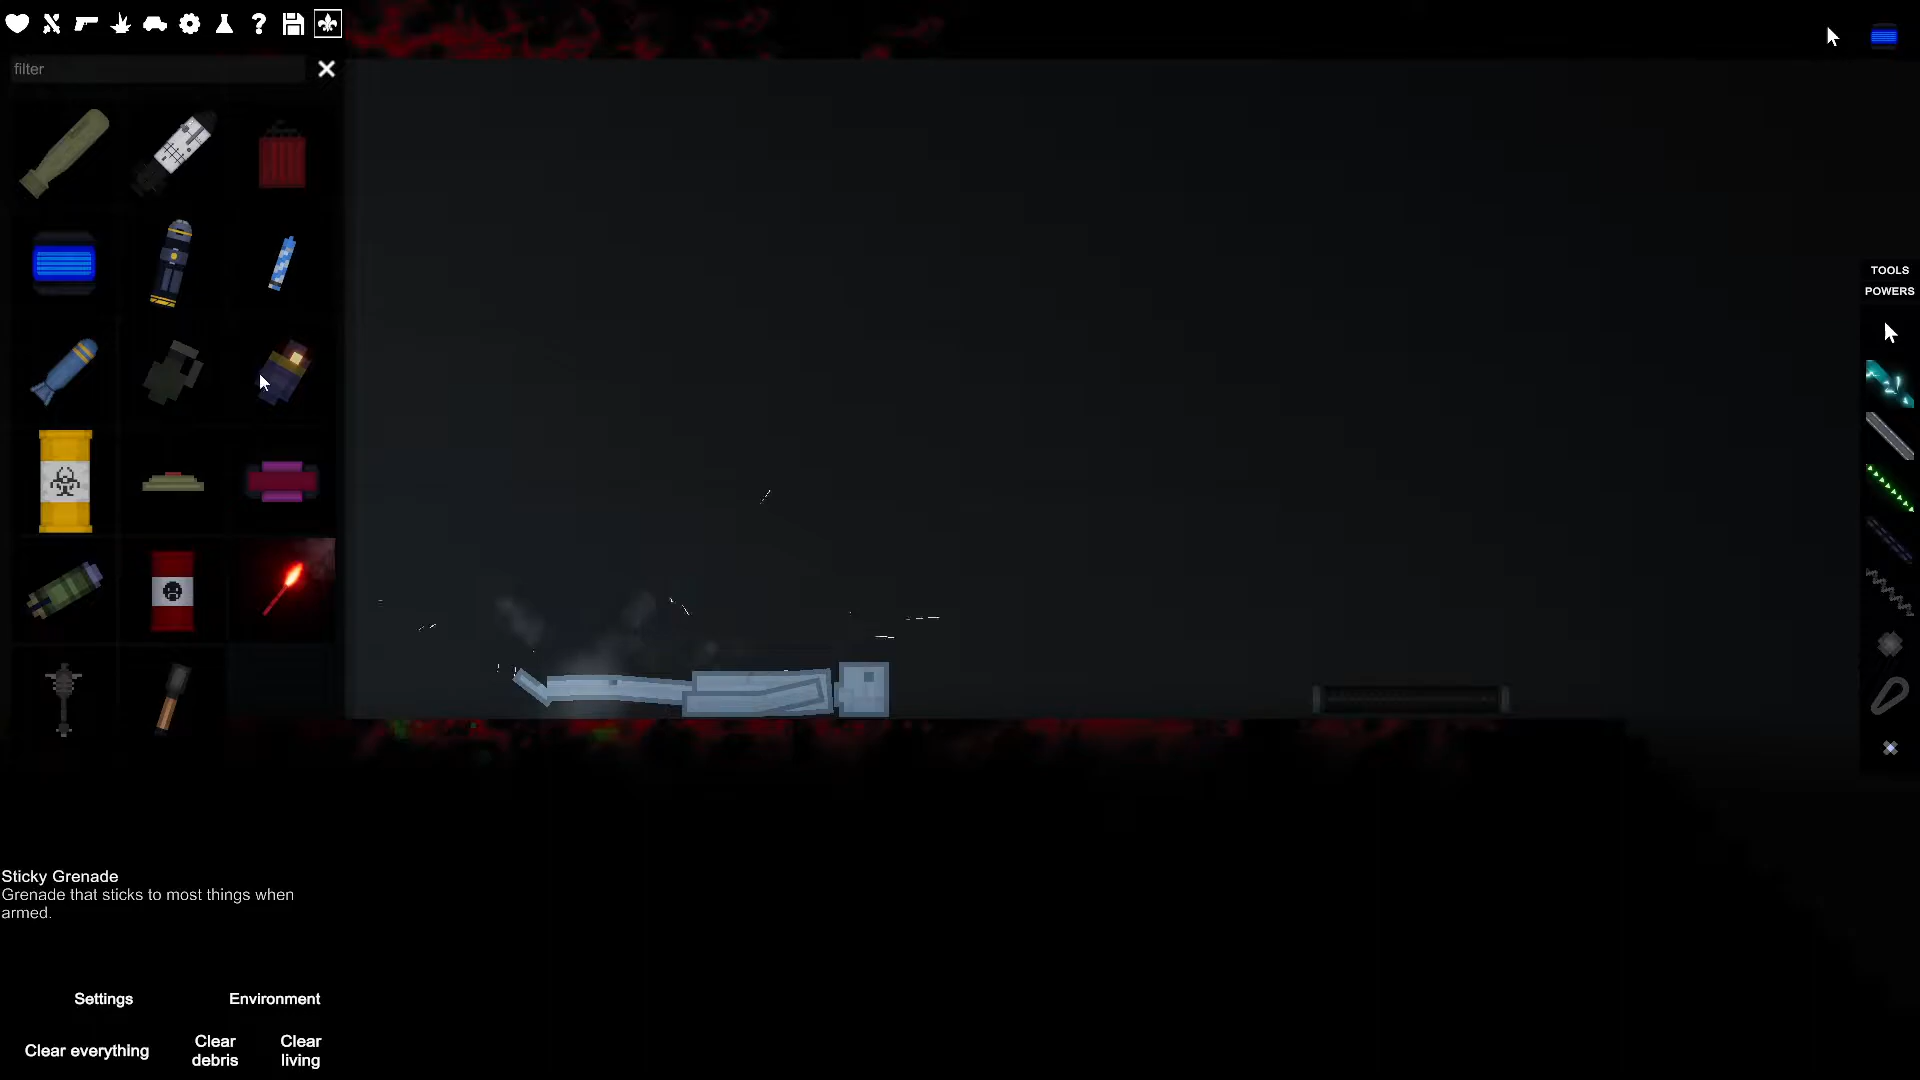 filter
TOOLS
POWERS
Sticky Grenade
Grenade that sticks to most things when
armed.
Settings
Environment
Clear everything
Clear
debris
Clear
living